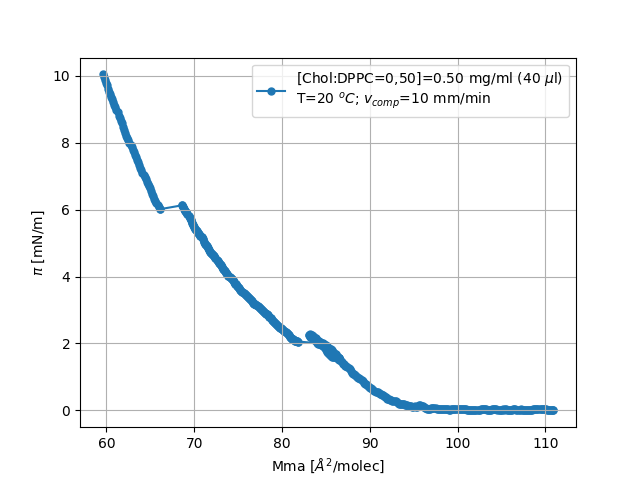 [Chol:DPPC=0,50]=0.50 mg/ml (40 μl)
T=20 °C; v_comp=10 mm/min
10
8
6
4
2
0
π [mN/m]
60 70 80 90 100 110
Mma [Å²/molec]